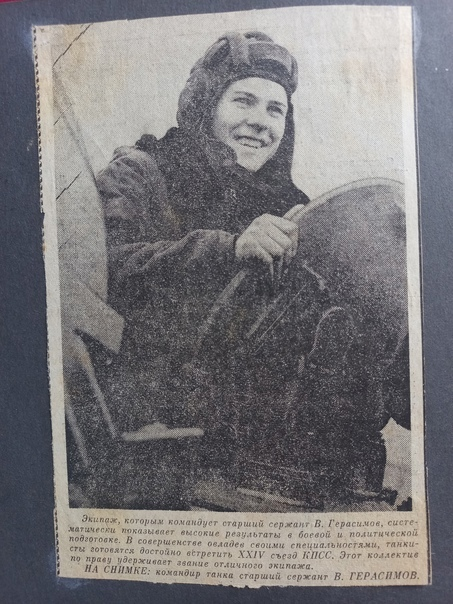 Экипаж, которым командует старший сержант В. Герасимов, систе-
матически показывает высокие результаты в боевой и политической
подготовке. В совершенстве овладев своими специальностями, танки-
сты готовятся достойно встретить XXIV съезд КПСС. Этот коллектив
по праву удерживает звание отличного экипажа.
НА СНИМКЕ: командир танка старший сержант В. ГЕРАСИМОВ.